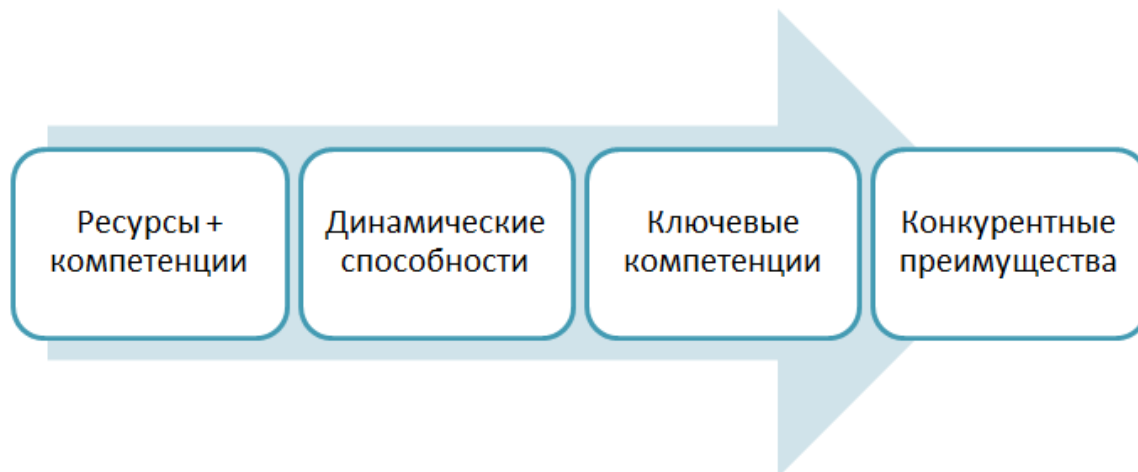 Ресурсы +
компетенции
Динамические
способности
Ключевые
компетенции
Конкурентные
преимущества